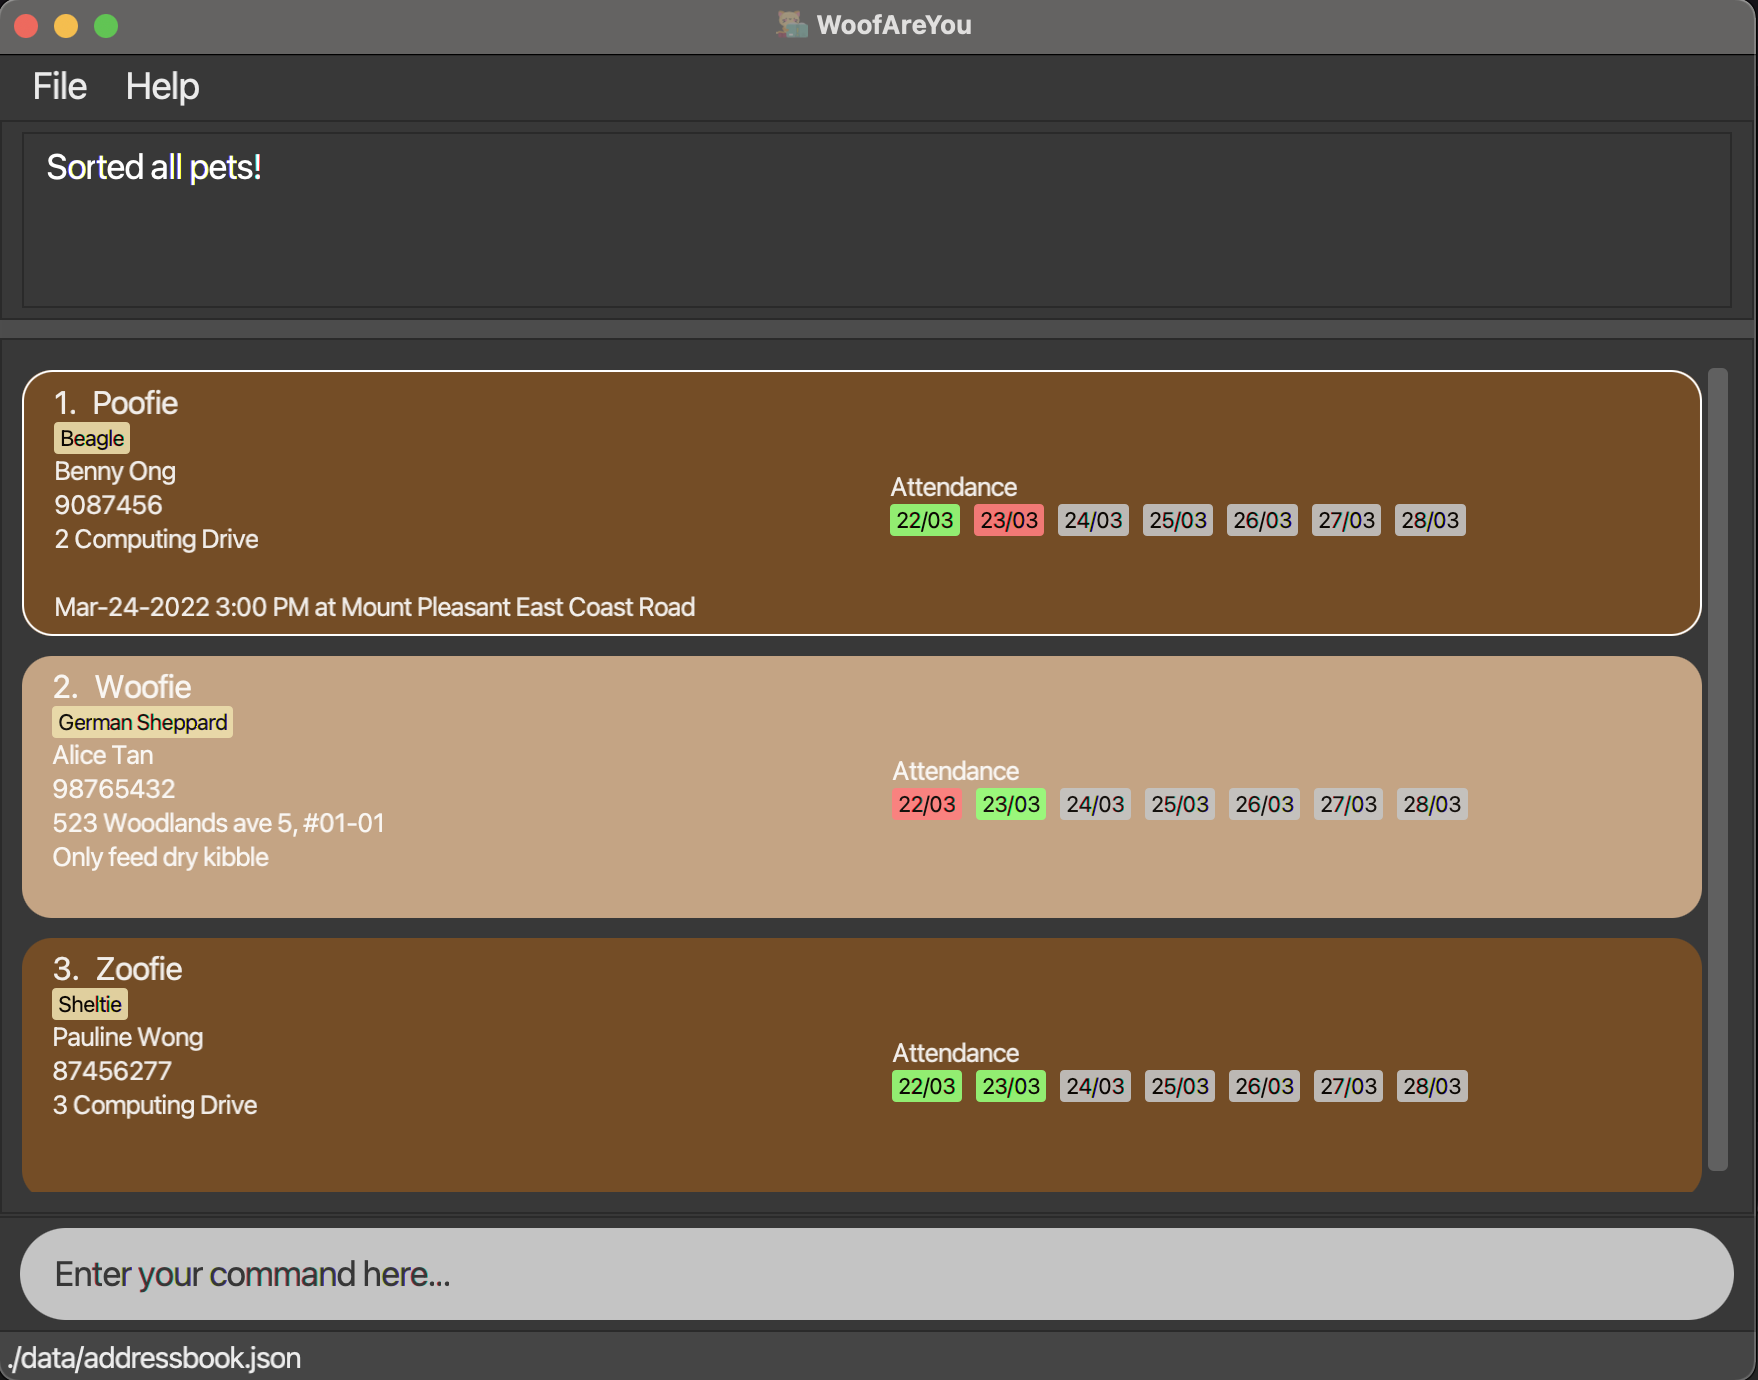 WoofAreYou
File Help
Sorted all pets!
1. Poofie
Beagle
Benny Ong
9087456
2 Computing Drive
Mar-24-2022 3:00 PM at Mount Pleasant East Coast Road
Attendance
22/03 23/03 24/03 25/03 26/03 27/03 28/03
2. Woofie
German Sheppard
Alice Tan
98765432
523 Woodlands ave 5, #01-01
Only feed dry kibble
Attendance
22/03 23/03 24/03 25/03 26/03 27/03 28/03
3. Zoofie
Sheltie
Pauline Wong
87456277
3 Computing Drive
Attendance
22/03 23/03 24/03 25/03 26/03 27/03 28/03
Enter your command here...
./data/addressbook.json